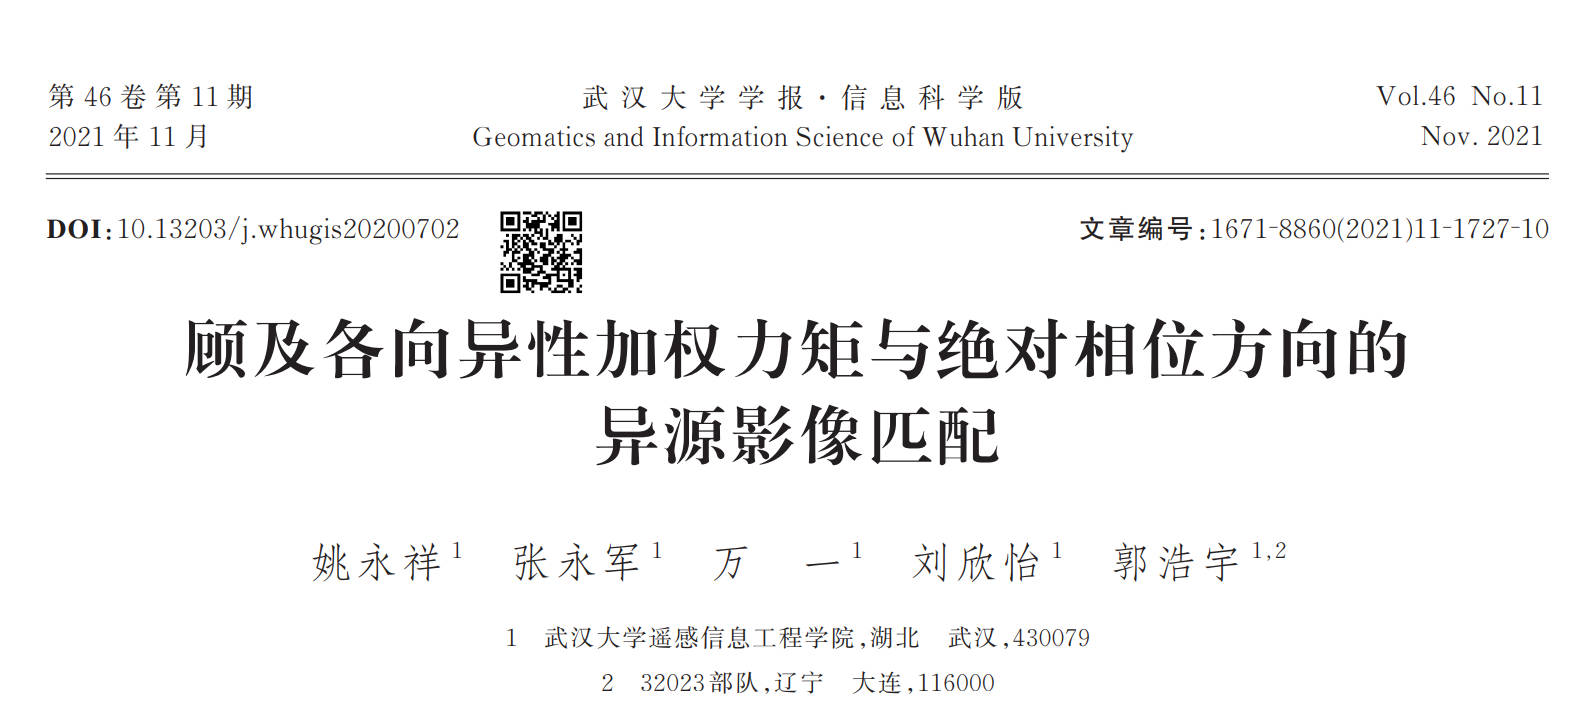 第 46 卷 第 11 期
武汉大学学报·信息科学版
Vol.46 No.11
2021 年 11 月
Geomatics and Information Science of Wuhan University
Nov. 2021
DOI:10.13203/j.whugis20200702
文章编号:1671-8860(2021)11-1727-10
顾及各向异性加权力矩与绝对相位方向的
异源影像匹配
姚永祥1 张永军1 万一1 刘欣怡1 郭浩宇1,2
1 武汉大学遥感信息工程学院,湖北 武汉,430079
2 32023部队,辽宁 大连,116000